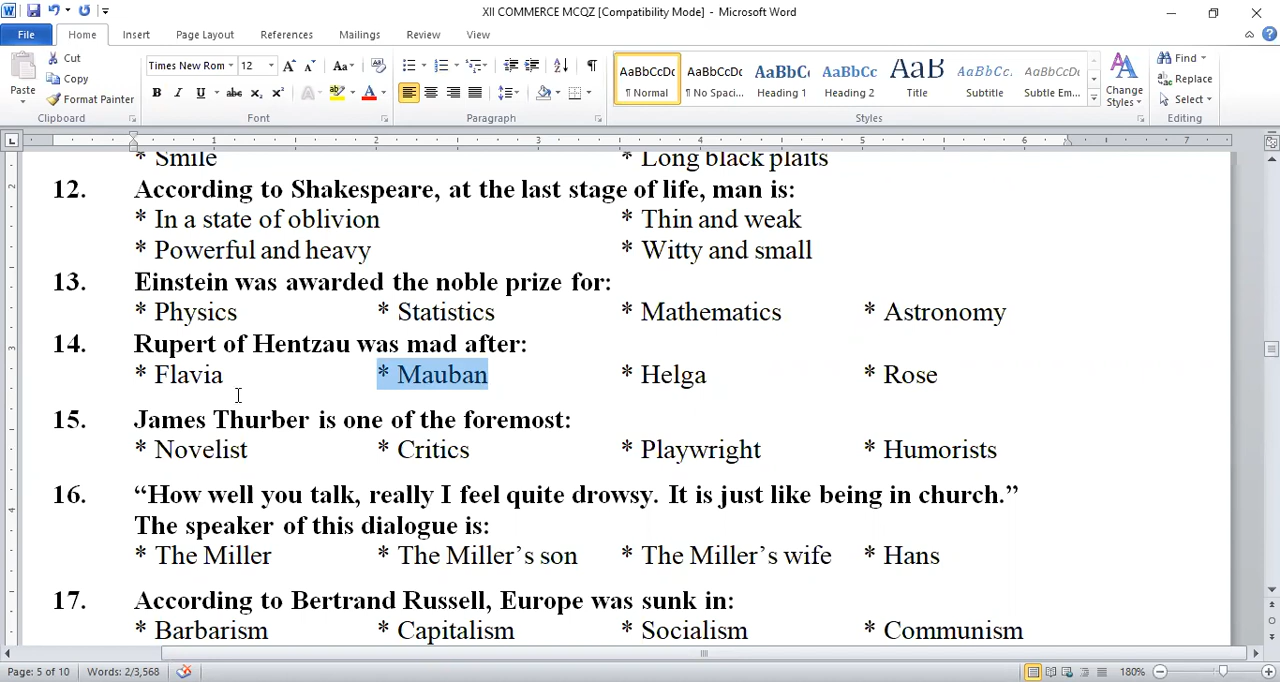 XII COMMERCE MCQZ [Compatibility Mode] - Microsoft Word
File Home Insert Page Layout References Mailings Review View
Paste Cut Copy Format Painter Clipboard
Times New Rom 12 Font
Paragraph
AaBbCcDc AaBbCcDc AaBbC AaBbCc AaB AaBbCc. AaBbCcDc
Normal No Spaci... Heading 1 Heading 2 Title Subtitle Subtle Em... Styles
Change Styles
Find Replace Select Editing
* Smile * Long black plaits
12. According to Shakespeare, at the last stage of life, man is:
* In a state of oblivion * Thin and weak
* Powerful and heavy * Witty and small
13. Einstein was awarded the noble prize for:
* Physics * Statistics * Mathematics * Astronomy
14. Rupert of Hentzau was mad after:
* Flavia * Mauban * Helga * Rose
15. James Thurber is one of the foremost:
* Novelist * Critics * Playwright * Humorists
16. “How well you talk, really I feel quite drowsy. It is just like being in church.”
The speaker of this dialogue is:
* The Miller * The Miller’s son * The Miller’s wife * Hans
17. According to Bertrand Russell, Europe was sunk in:
* Barbarism * Capitalism * Socialism * Communism
Page: 5 of 10 Words: 2/3,568 180%